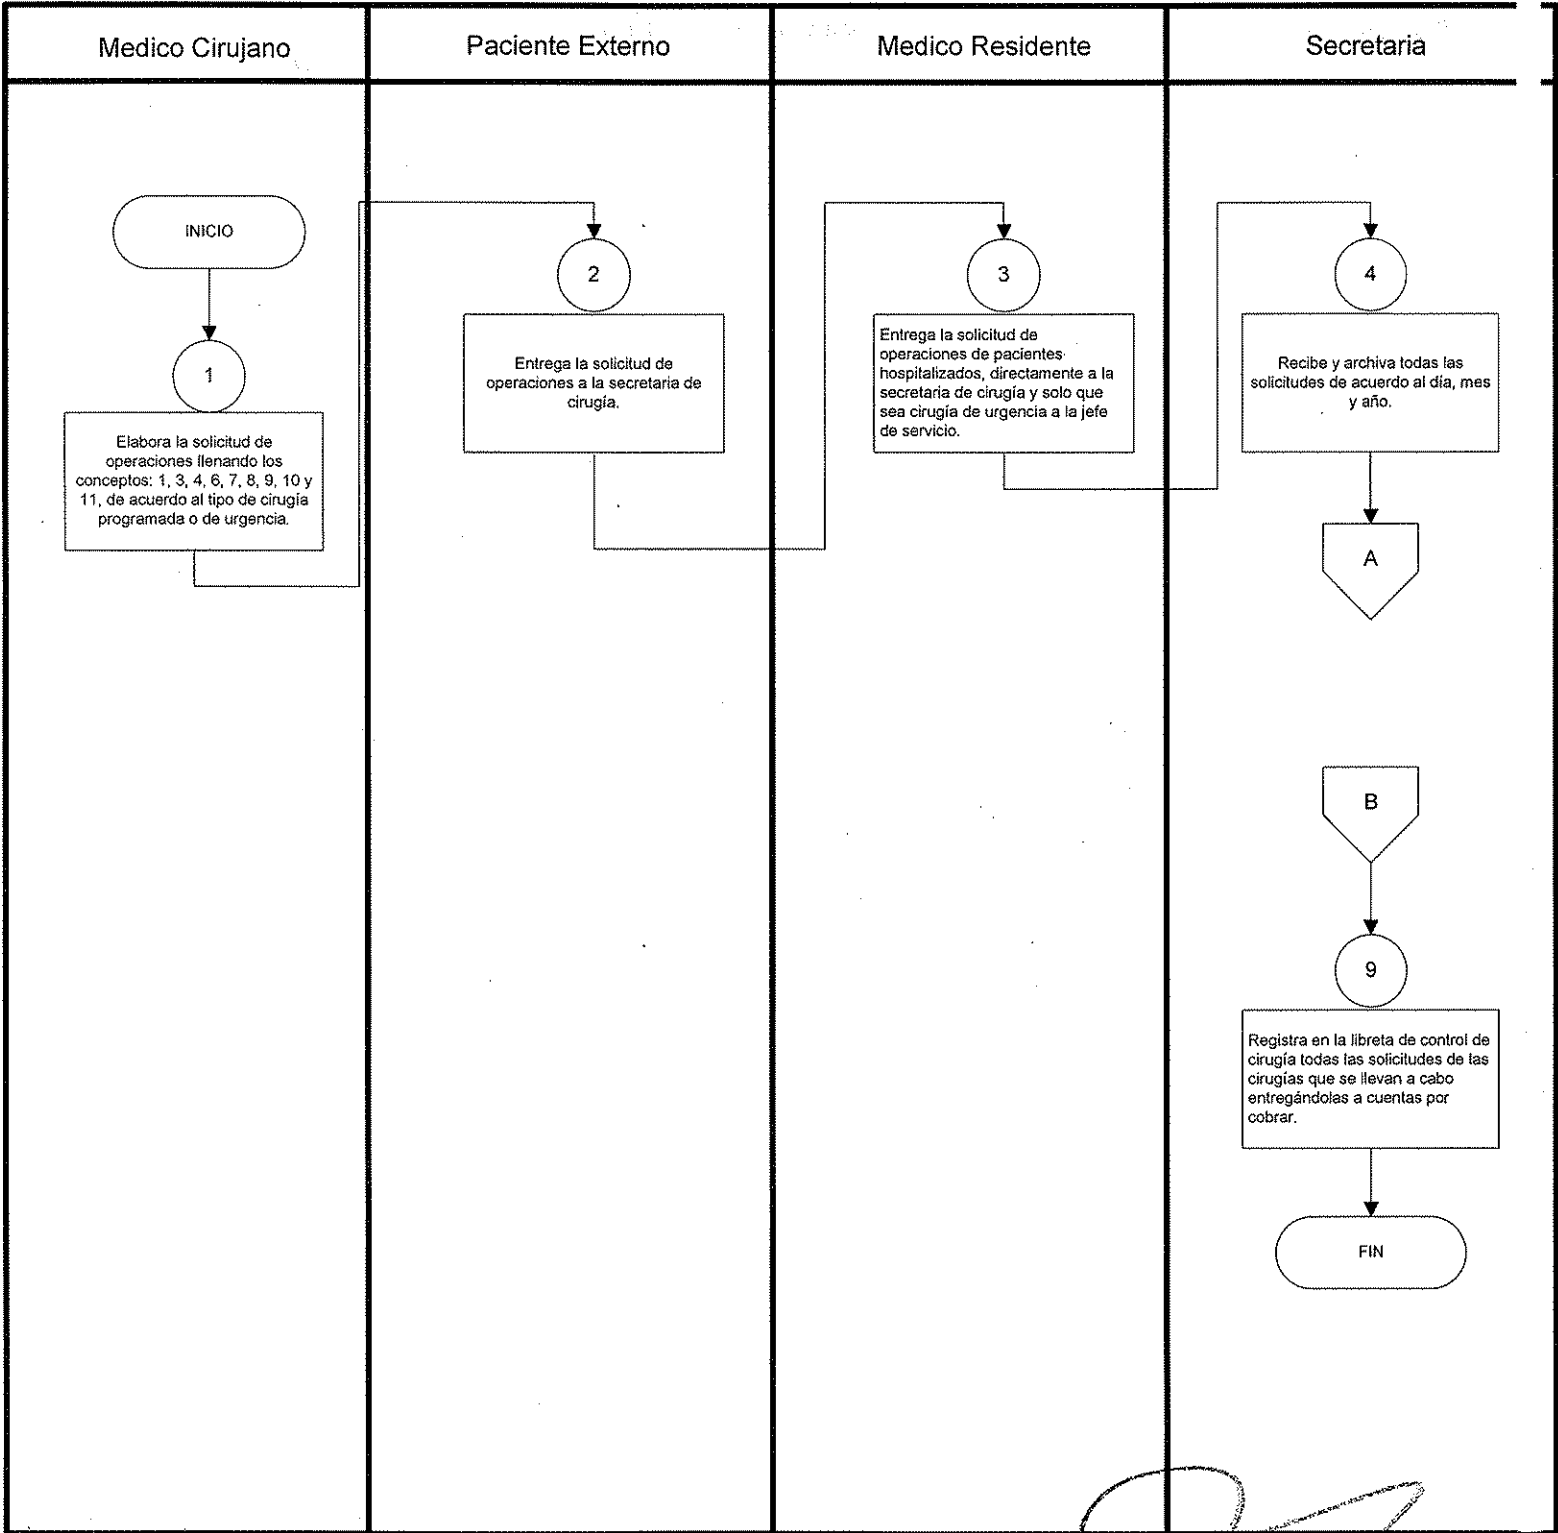 Medico Cirujano
Paciente Externo
Medico Residente
Secretaria
INICIO
1
Elabora la solicitud de
operaciones llenando los
conceptos: 1, 3, 4, 6, 7, 8, 9, 10 y
11, de acuerdo al tipo de cirugía
programada o de urgencia.
2
Entrega la solicitud de
operaciones a la secretaria de
cirugía.
3
Entrega la solicitud de
operaciones de pacientes
hospitalizados, directamente a la
secretaria de cirugía y solo que
sea cirugía de urgencia a la jefe
de servicio.
4
Recibe y archiva todas las
solicitudes de acuerdo al día, mes
y año.
A
B
9
Registra en la libreta de control de
cirugía todas las solicitudes de las
cirugías que se llevan a cabo
entregándolas a cuentas por
cobrar.
FIN